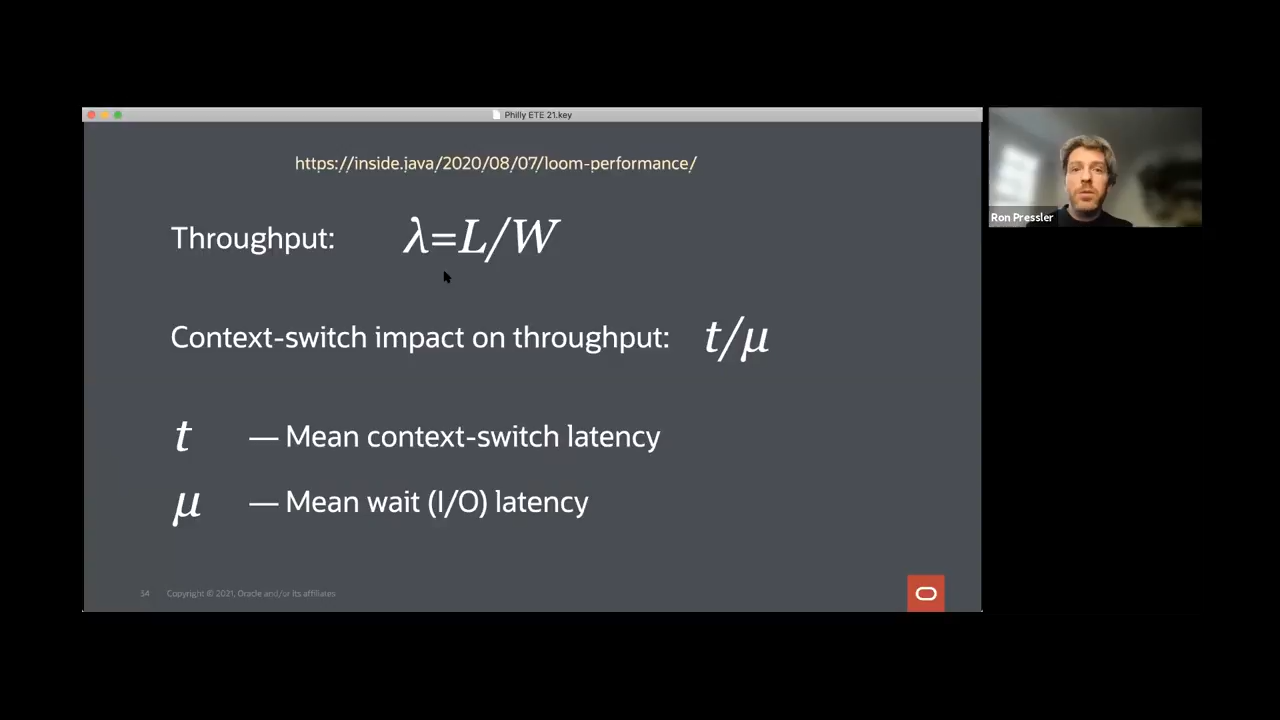 Philly ETE 21.key
https://inside.java/2020/08/07/loom-performance/
Throughput: λ=L/W
Context-switch impact on throughput: t/μ
t — Mean context-switch latency
μ — Mean wait (I/O) latency
54 Copyright © 2021, Oracle and/or its affiliates
Ron Pressler